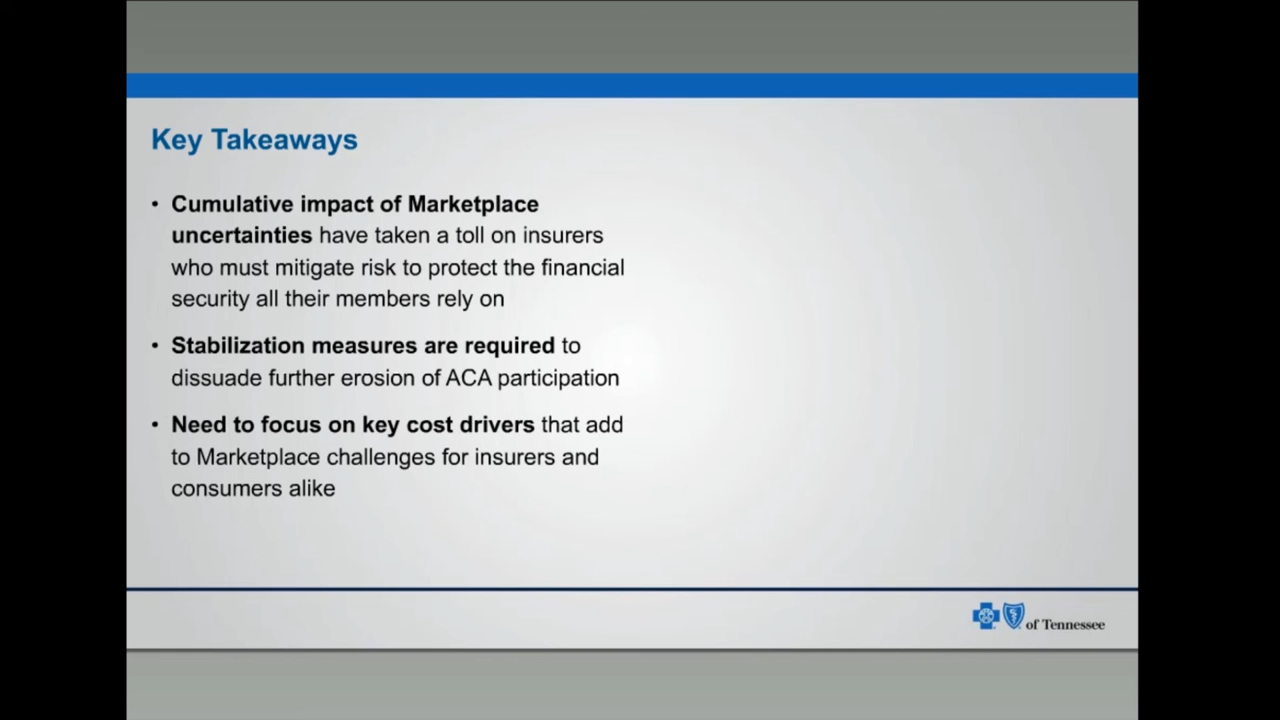 Key Takeaways
• Cumulative impact of Marketplace
uncertainties have taken a toll on insurers
who must mitigate risk to protect the financial
security all their members rely on
• Stabilization measures are required to
dissuade further erosion of ACA participation
• Need to focus on key cost drivers that add
to Marketplace challenges for insurers and
consumers alike
of Tennessee